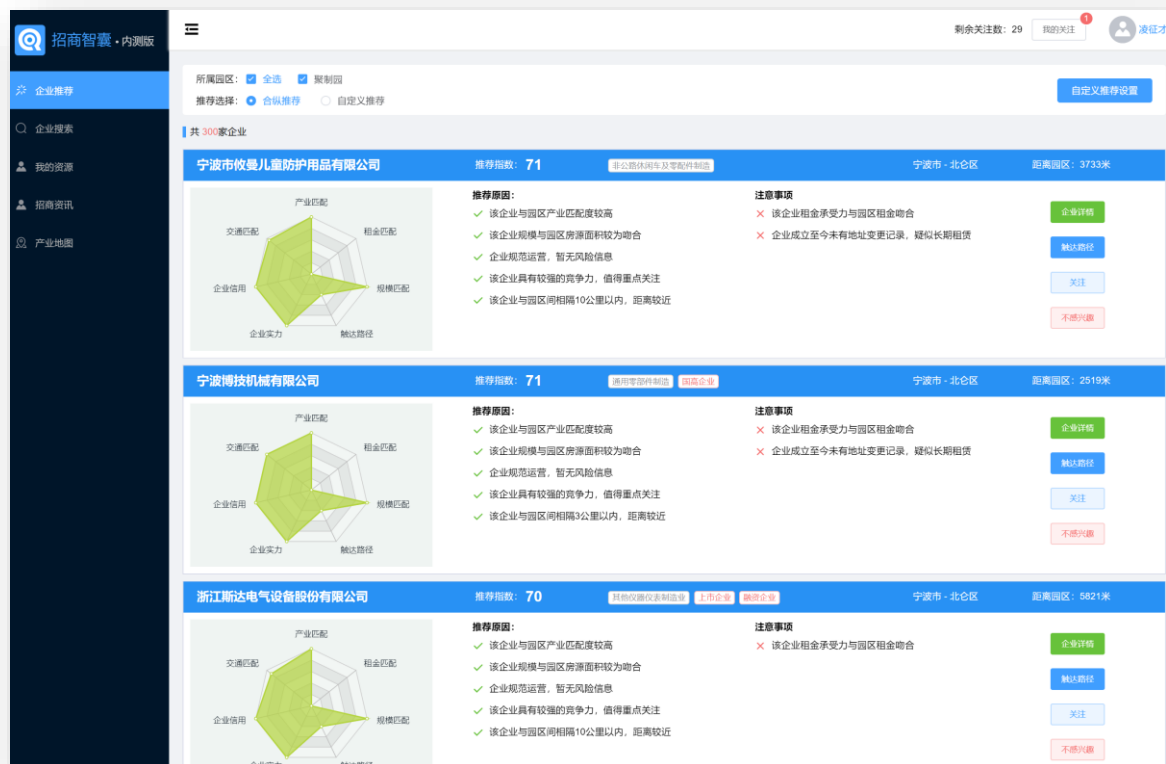 招商智囊·内测版
剩余关注数：29 我的关注 1 凌征才
企业推荐
企业搜索
我的资源
招商资讯
产业地图
所属园区： 全选 聚制园
推荐选择： 合纵推荐 自定义推荐
自定义推荐设置
共 300家企业
宁波市攸曼儿童防护用品有限公司 推荐指数：71 非公路休闲车及零配件制造 宁波市 - 北仑区 距离园区：3733米
产业匹配
租金匹配
规模匹配
触达路径
企业实力
企业信用
交通匹配
推荐原因：
该企业与园区产业匹配度较高
该企业规模与园区房源面积较为吻合
企业规范运营，暂无风险信息
该企业具有较强的竞争力，值得重点关注
该企业与园区间相隔10公里以内，距离较近
注意事项
该企业租金承受力与园区租金吻合
企业成立至今未有地址变更记录，疑似长期租赁
企业详情
触达路径
关注
不感兴趣
宁波博技机械有限公司 推荐指数：71 通用零部件制造 国高企业 宁波市 - 北仑区 距离园区：2519米
产业匹配
租金匹配
规模匹配
触达路径
企业实力
企业信用
交通匹配
推荐原因：
该企业与园区产业匹配度较高
该企业规模与园区房源面积较为吻合
企业规范运营，暂无风险信息
该企业具有较强的竞争力，值得重点关注
该企业与园区间相隔3公里以内，距离较近
注意事项
该企业租金承受力与园区租金吻合
企业成立至今未有地址变更记录，疑似长期租赁
企业详情
触达路径
关注
不感兴趣
浙江斯达电气设备股份有限公司 推荐指数：70 其他仪器仪表制造业 上市企业 融资企业 宁波市 - 北仑区 距离园区：5821米
产业匹配
租金匹配
规模匹配
触达路径
企业实力
企业信用
交通匹配
推荐原因：
该企业与园区产业匹配度较高
该企业规模与园区房源面积较为吻合
企业规范运营，暂无风险信息
该企业具有较强的竞争力，值得重点关注
该企业与园区间相隔10公里以内，距离较近
注意事项
该企业租金承受力与园区租金吻合
企业详情
触达路径
关注
不感兴趣